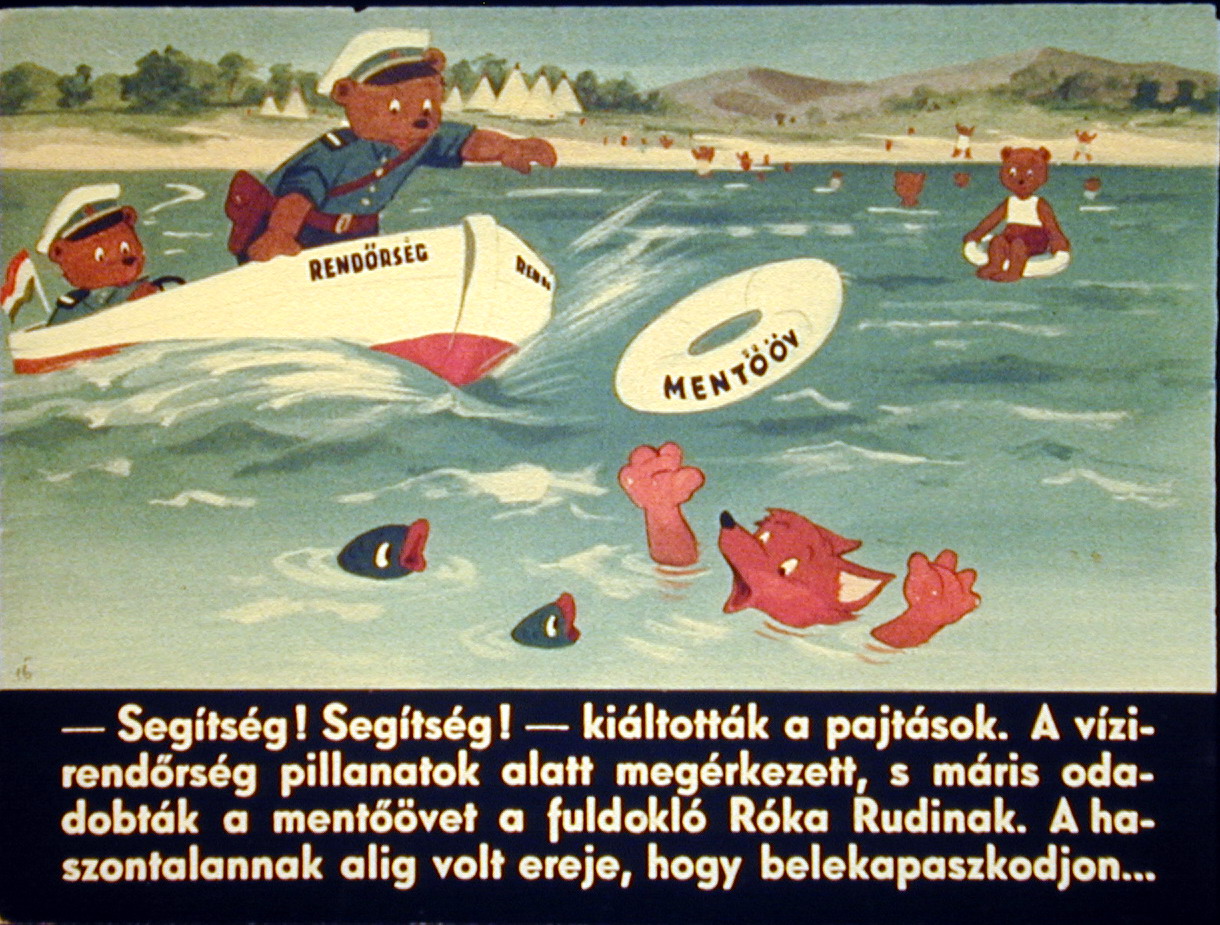 RENDŐRSÉG
MENTŐÖV
— Segítség! Segítség! — kiáltották a pajtások. A vízi-
rendőrség pillanatok alatt megérkezett, s máris oda-
dobták a mentőövet a fuldokló Róka Rudinak. A ha-
szontalannak alig volt ereje, hogy belekapaszkodjon...